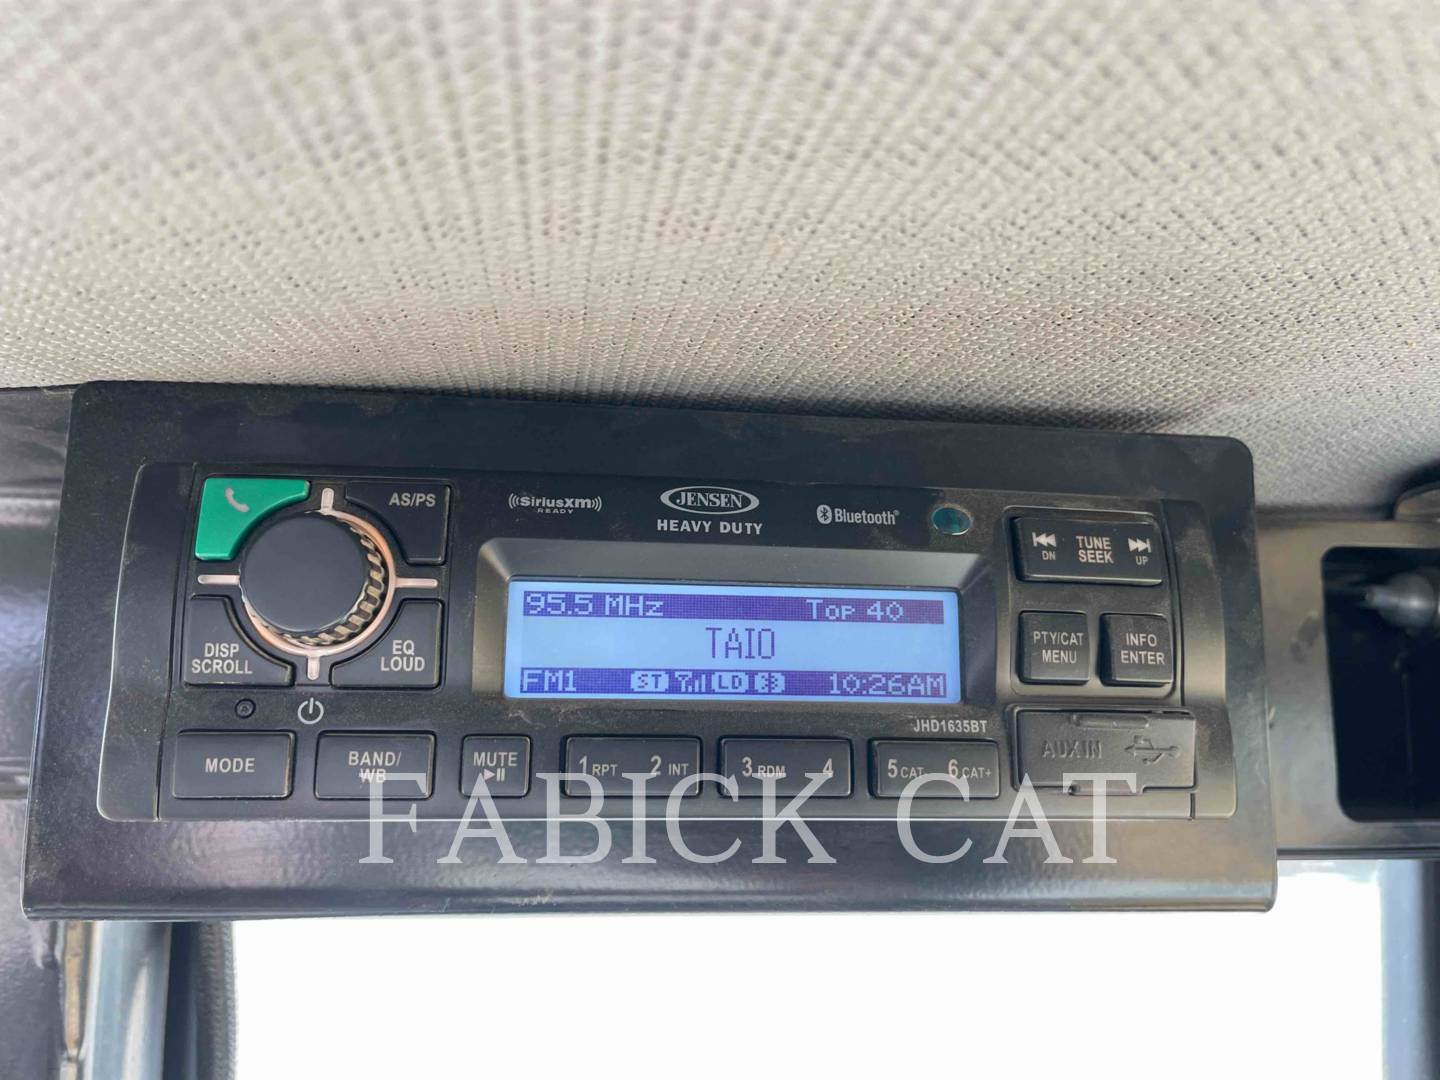 AS/PS
((SiriusXM))
READY
JENSEN
HEAVY DUTY
Bluetooth®
DN
TUNE
SEEK
UP
95.5 MHz
Top 40
TAIO
FM1
ST
LD
10:26AM
DISP
SCROLL
EQ
LOUD
PTY/CAT
MENU
INFO
ENTER
JHD1635BT
MODE
BAND/
WB
MUTE
1 RPT 2 INT
3 RDM 4
5 CAT- 6 CAT+
AUX IN
FABICK CAT